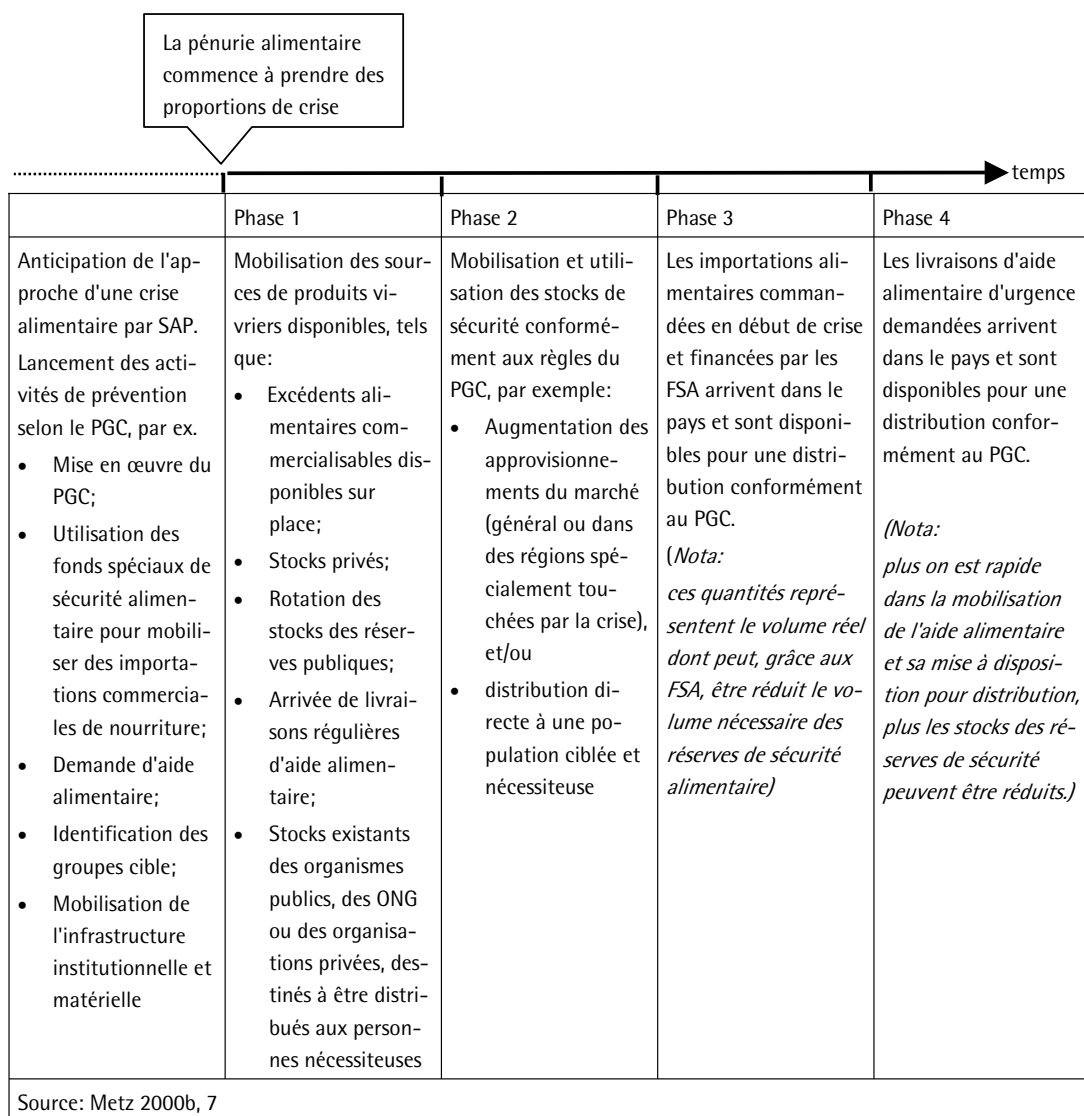 La pénurie alimentaire
commence à prendre des
proportions de crise
temps
Phase 1
Phase 2
Phase 3
Phase 4
Anticipation de l'ap-
proche d'une crise
alimentaire par SAP.
Lancement des acti-
vités de prévention
selon le PGC, par ex.
• Mise en œuvre du
PGC;
• Utilisation des
fonds spéciaux de
sécurité alimen-
taire pour mobili-
ser des importa-
tions commercia-
les de nourriture;
• Demande d'aide
alimentaire;
• Identification des
groupes cible;
• Mobilisation de
l'infrastructure
institutionnelle et
matérielle
Mobilisation des sour-
ces de produits vi-
vriers disponibles, tels
que:
• Excédents ali-
mentaires com-
mercialisables dis-
ponibles sur
place;
• Stocks privés;
• Rotation des
stocks des réser-
ves publiques;
• Arrivée de livrai-
sons régulières
d'aide alimen-
taire;
• Stocks existants
des organismes
publics, des ONG
ou des organisa-
tions privées, des-
tinés à être distri-
bués aux person-
nes nécessiteuses
Mobilisation et utili-
sation des stocks de
sécurité conformé-
ment aux règles du
PGC, par exemple:
• Augmentation des
approvisionne-
ments du marché
(général ou dans
des régions spé-
cialement tou-
chées par la crise),
et/ou
• distribution di-
recte à une po-
pulation ciblée et
nécessiteuse
Les importations ali-
mentaires comman-
dées en début de crise
et financées par les
FSA arrivent dans le
pays et sont disponi-
bles pour une distri-
bution conformément
au PGC.
(Nota:
ces quantités repré-
sentent le volume réel
dont peut, grâce aux
FSA, être réduit le vo-
lume nécessaire des
réserves de sécurité
alimentaire)
Les livraisons d'aide
alimentaire d'urgence
demandées arrivent
dans le pays et sont
disponibles pour une
distribution confor-
mément au PGC.
(Nota:
plus on est rapide
dans la mobilisation
de l'aide alimentaire
et sa mise à disposi-
tion pour distribution,
plus les stocks des ré-
serves de sécurité
peuvent être réduits.)
Source: Metz 2000b, 7